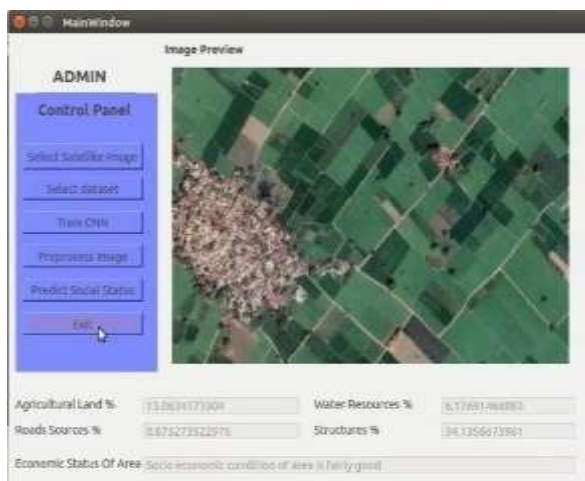 MainWindow
Image Preview
ADMIN
Control Panel
Select Satellike Image
Select dataset
Train CNN
Preprocess Image
Predict Social Status
Exit
Agricultural Land %
Water Resources %
Roads Sources %
Structures %
Economic Status Of Area Socio economic condition of area is fairly good